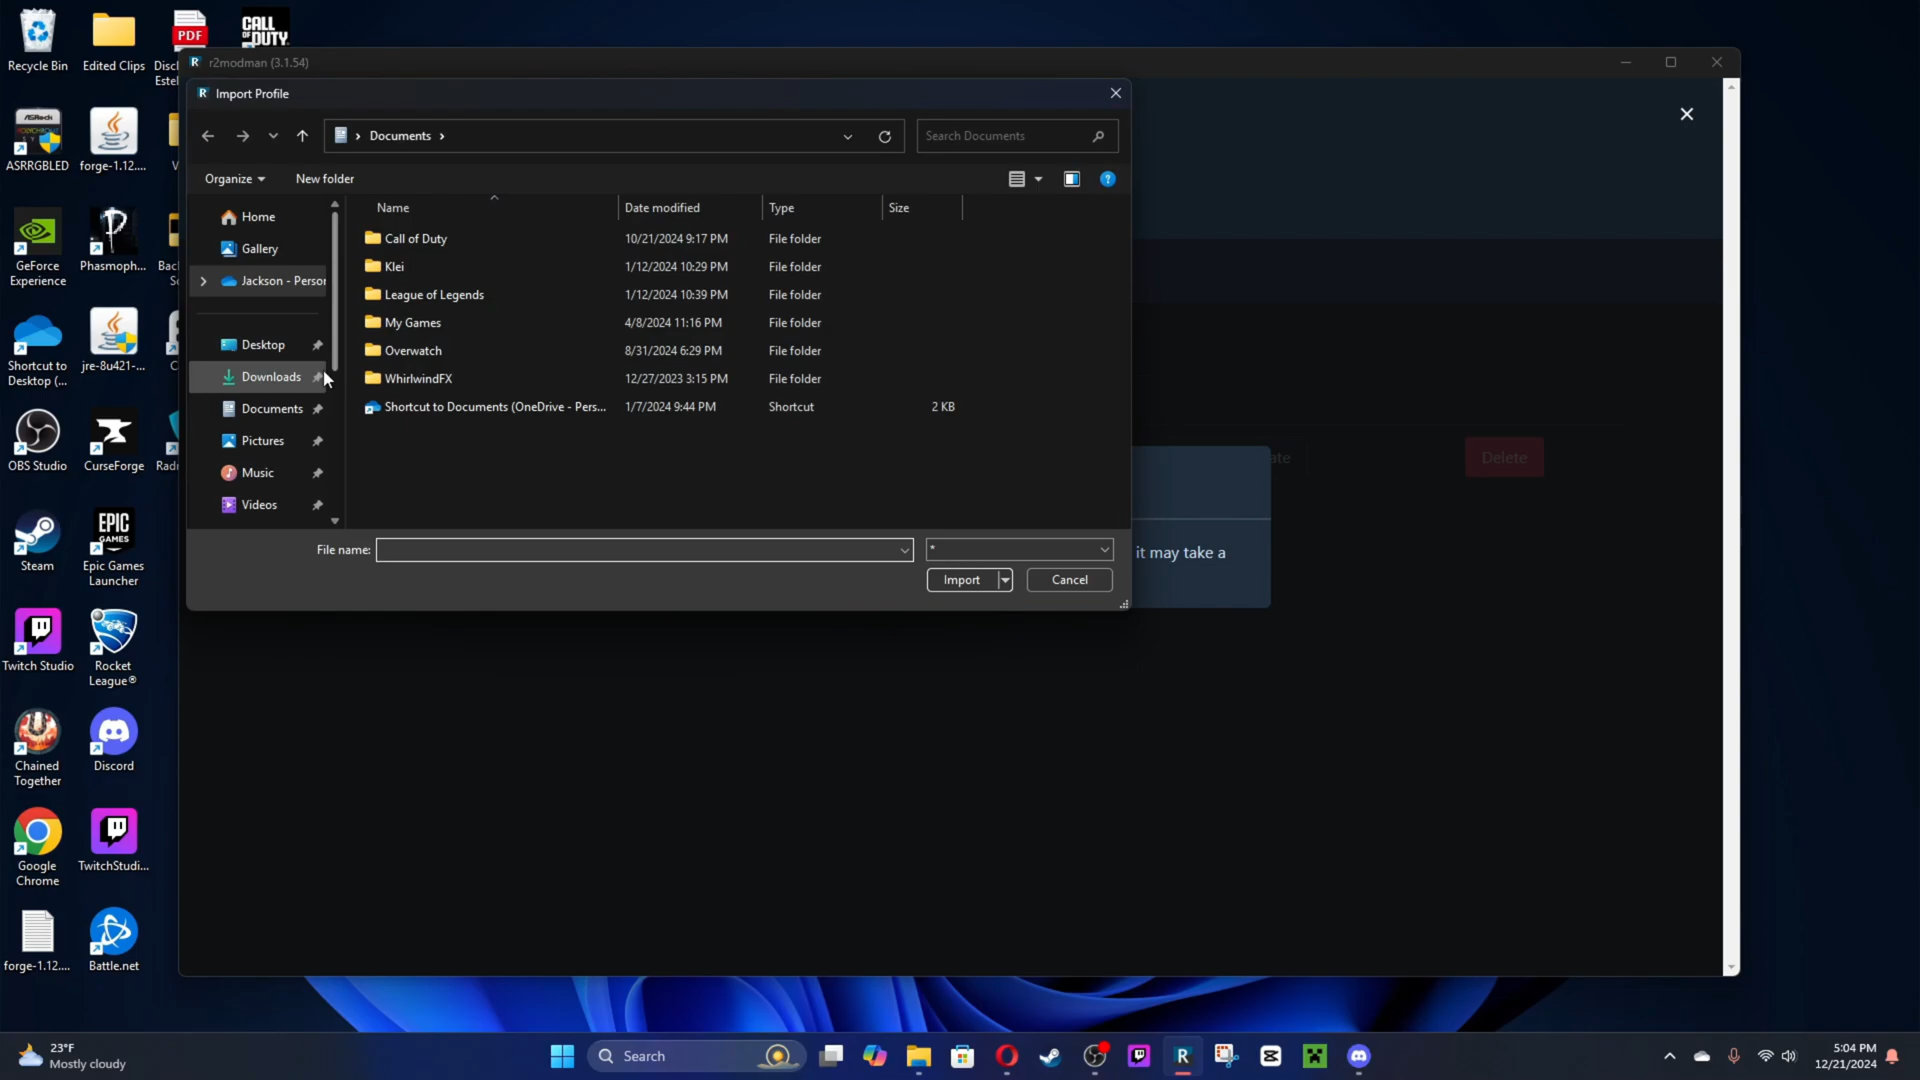 Recycle Bin
Edited Clips
PDF
CALL
OF DUTY
ASRRGBLED
forge-1.12....
GeForce
Experience
Phasmoph...
Shortcut to
Desktop (...
jre-8u421-...
OBS Studio
CurseForge
Steam
EPIC
GAMES
Epic Games
Launcher
Twitch Studio
Rocket
League®
Chained
Together
Discord
Google
Chrome
TwitchStudi...
forge-1.12....
Battle.net
r2modman (3.1.54)
Import Profile
Documents
Search Documents
Organize
New folder
Home
Gallery
Jackson - Person
Desktop
Downloads
Documents
Pictures
Music
Videos
Name Date modified Type Size
Call of Duty 10/21/2024 9:17 PM File folder
Klei 1/12/2024 10:29 PM File folder
League of Legends 1/12/2024 10:39 PM File folder
My Games 4/8/2024 11:16 PM File folder
Overwatch 8/31/2024 6:29 PM File folder
WhirlwindFX 12/27/2023 3:15 PM File folder
Shortcut to Documents (OneDrive - Pers... 1/7/2024 9:44 PM Shortcut 2 KB
File name: *
Import Cancel
Delete
it may take a
23°F
Mostly cloudy
Search
5:04 PM
12/21/2024